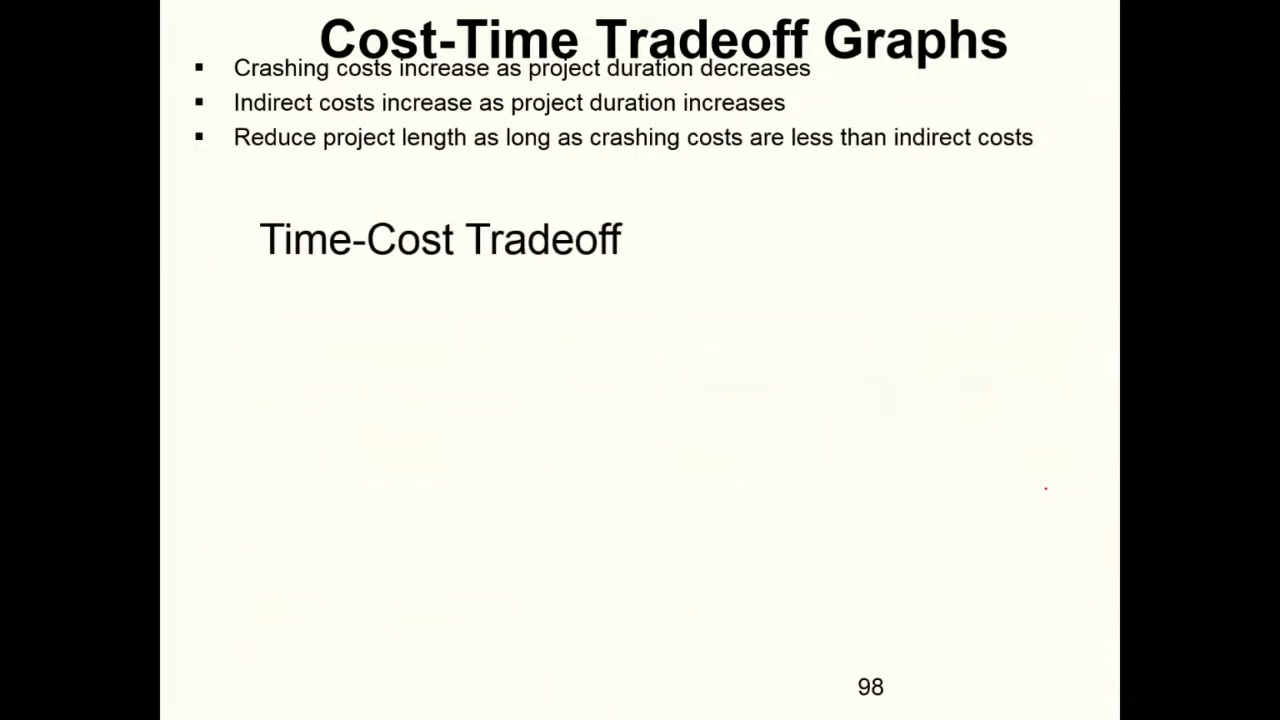 Cost-Time Tradeoff Graphs
▪ Crashing costs increase as project duration decreases
▪ Indirect costs increase as project duration increases
▪ Reduce project length as long as crashing costs are less than indirect costs
Time-Cost Tradeoff
98